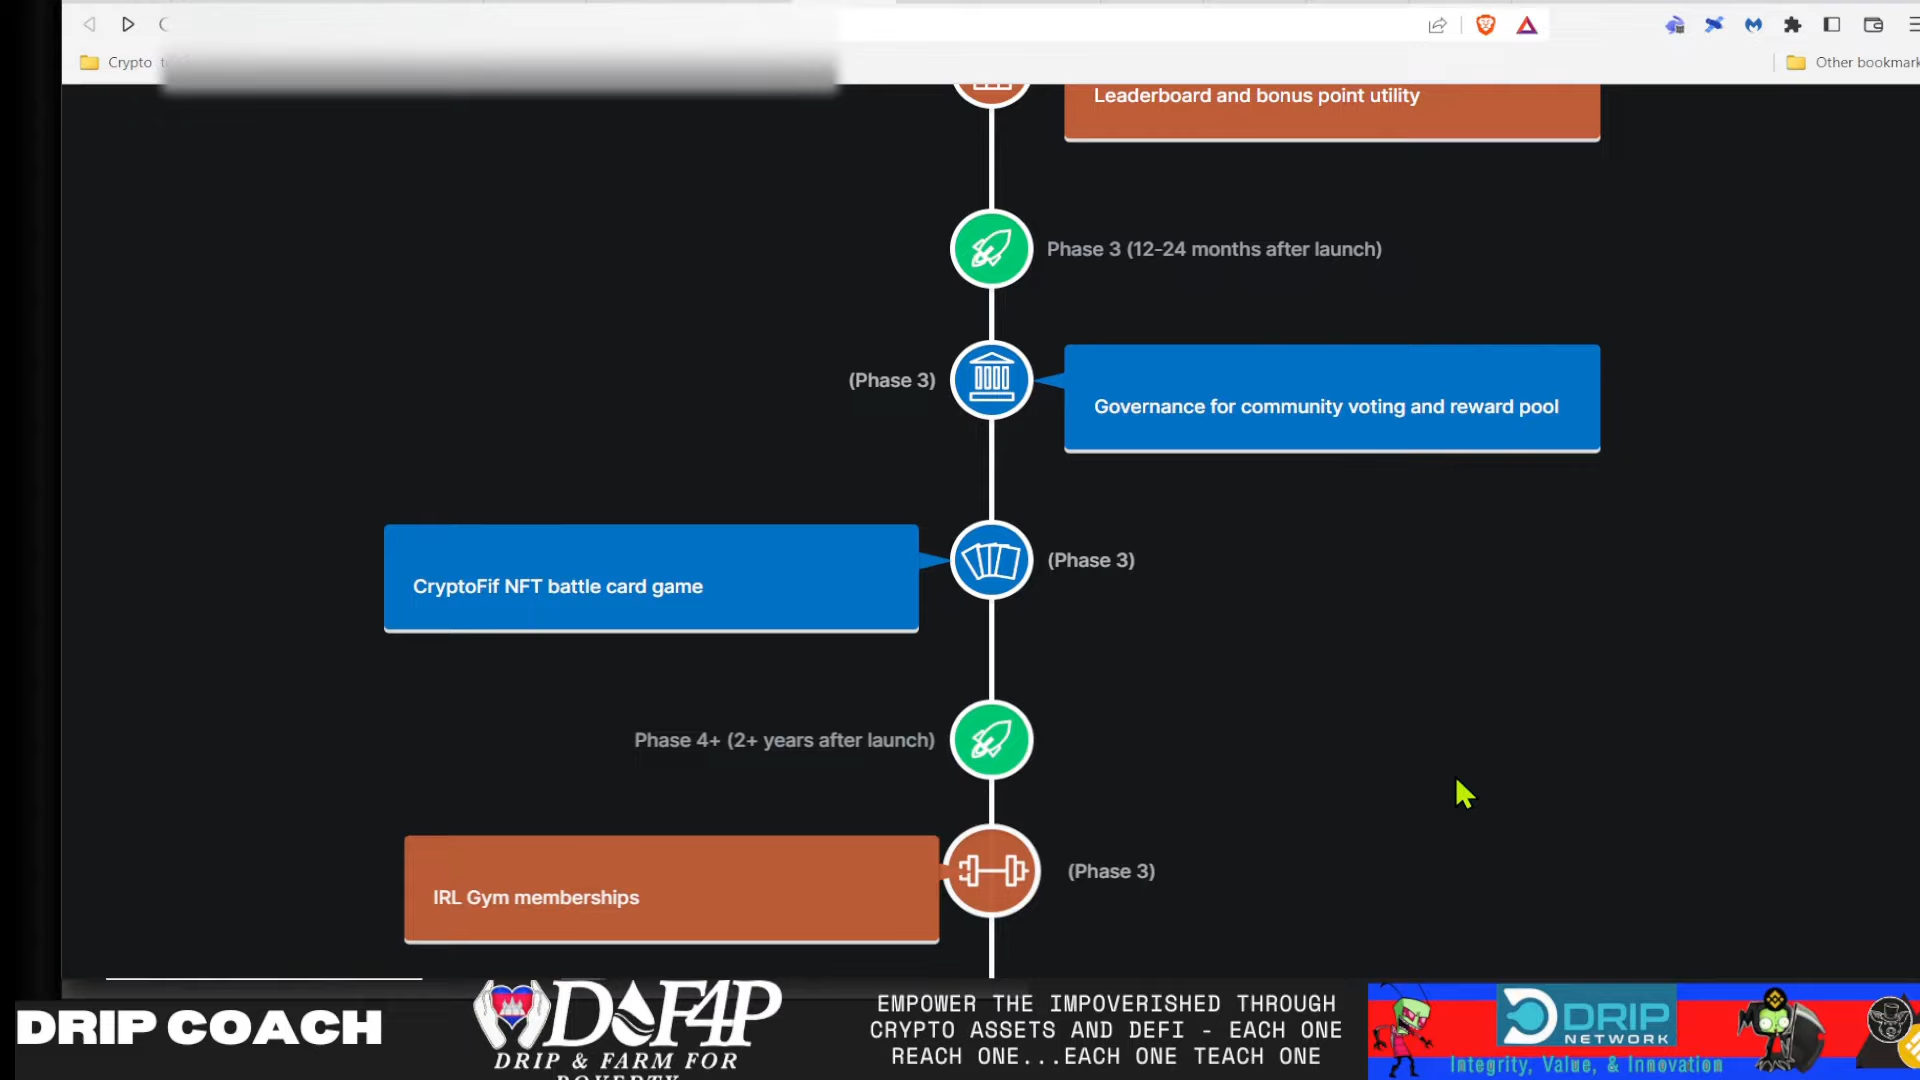 Crypto
Other bookmark
Leaderboard and bonus point utility
Phase 3 (12-24 months after launch)
(Phase 3)
Governance for community voting and reward pool
CryptoFif NFT battle card game
(Phase 3)
Phase 4+ (2+ years after launch)
(Phase 3)
IRL Gym memberships
DRIP COACH
D&F4P
DRIP & FARM FOR
POVERTY
EMPOWER THE IMPOVERISHED THROUGH
CRYPTO ASSETS AND DEFI - EACH ONE
REACH ONE...EACH ONE TEACH ONE
DRIP
NETWORK
Integrity, Value, & Innovation